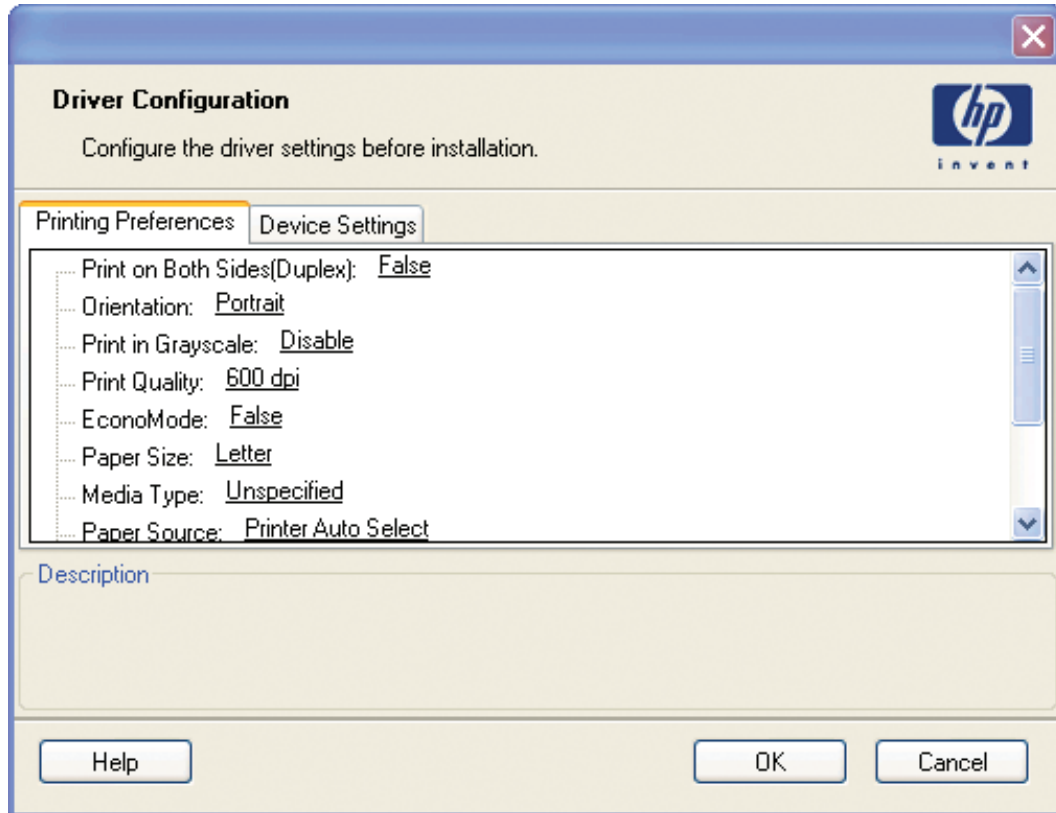 Driver Configuration
Configure the driver settings before installation.
hp
invent
Printing Preferences
Device Settings
Print on Both Sides(Duplex): False
Orientation: Portrait
Print in Grayscale: Disable
Print Quality: 600 dpi
EconoMode: False
Paper Size: Letter
Media Type: Unspecified
Paper Source: Printer Auto Select
Description
Help
OK
Cancel